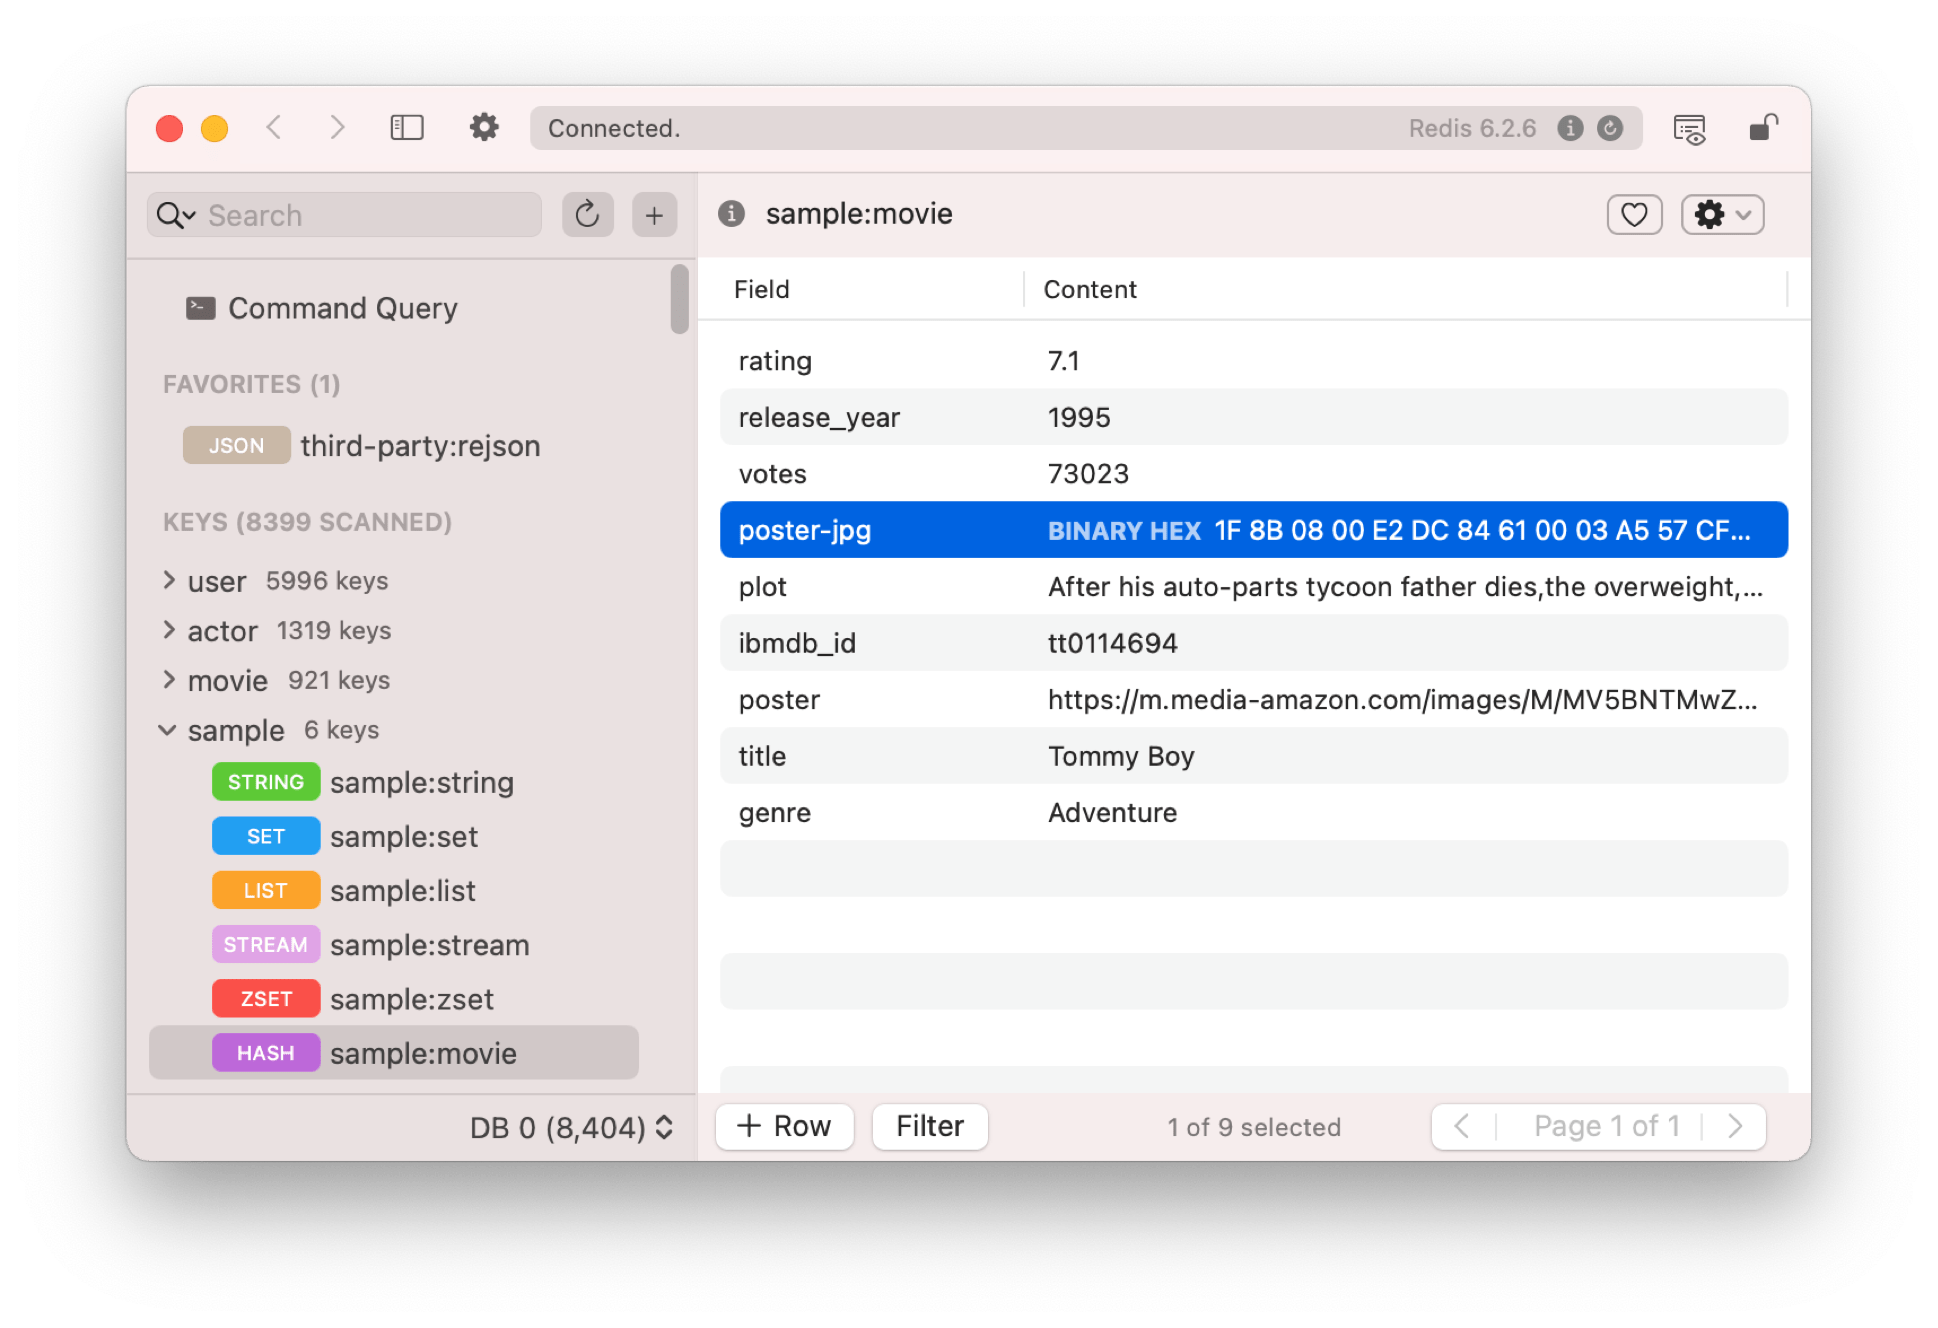 Connected. Redis 6.2.6
Search
Command Query
FAVORITES (1)
JSON third-party:rejson
KEYS (8399 SCANNED)
user 5996 keys
actor 1319 keys
movie 921 keys
sample 6 keys
STRING sample:string
SET sample:set
LIST sample:list
STREAM sample:stream
ZSET sample:zset
HASH sample:movie
DB 0 (8,404)
sample:movie
Field Content
rating 7.1
release_year 1995
votes 73023
poster-jpg BINARY HEX 1F 8B 08 00 E2 DC 84 61 00 03 A5 57 CF...
plot After his auto-parts tycoon father dies,the overweight,...
ibmdb_id tt0114694
poster https://m.media-amazon.com/images/M/MV5BNTMwZ...
title Tommy Boy
genre Adventure
+ Row Filter 1 of 9 selected Page 1 of 1